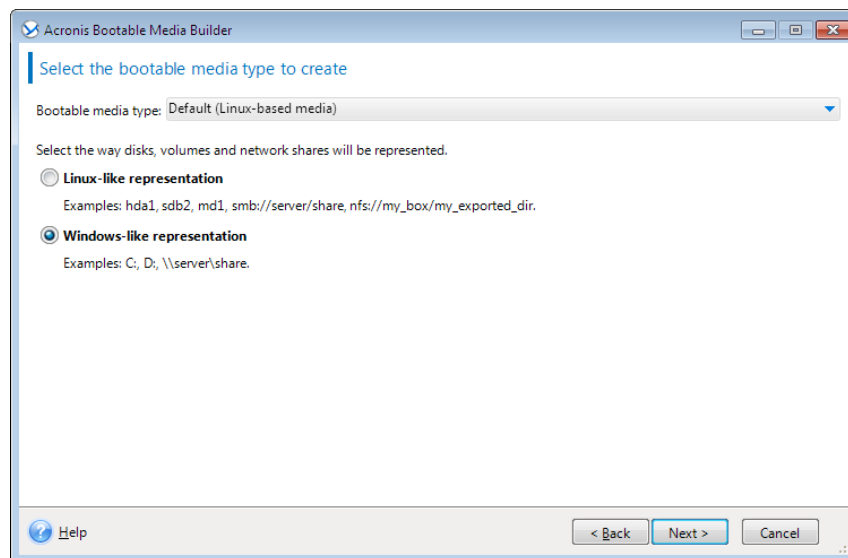 Acronis Bootable Media Builder
Select the bootable media type to create
Bootable media type: Default (Linux-based media)
Select the way disks, volumes and network shares will be represented.
Linux-like representation
Examples: hda1, sdb2, md1, smb://server/share, nfs://my_box/my_exported_dir.
Windows-like representation
Examples: C:, D:, \\server\share.
Help
< Back
Next >
Cancel